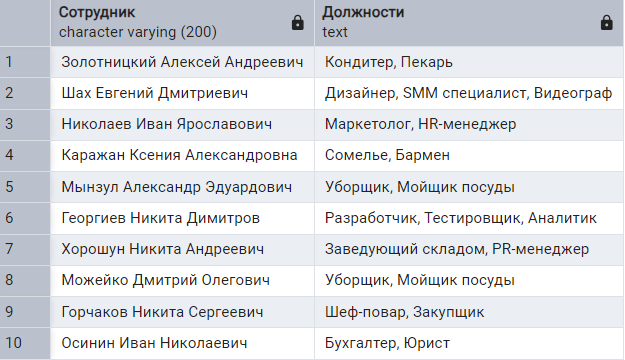 Сотрудник Должности
character varying (200) text
1 Золотницкий Алексей Андреевич Кондитер, Пекарь
2 Шах Евгений Дмитриевич Дизайнер, SMM специалист, Видеограф
3 Николаев Иван Ярославович Маркетолог, HR-менеджер
4 Каражан Ксения Александровна Сомелье, Бармен
5 Мынзул Александр Эдуардович Уборщик, Мойщик посуды
6 Георгиев Никита Димитров Разработчик, Тестировщик, Аналитик
7 Хорошун Никита Андреевич Заведующий складом, PR-менеджер
8 Можейко Дмитрий Олегович Уборщик, Мойщик посуды
9 Горчаков Никита Сергеевич Шеф-повар, Закупщик
10 Осинин Иван Николаевич Бухгалтер, Юрист